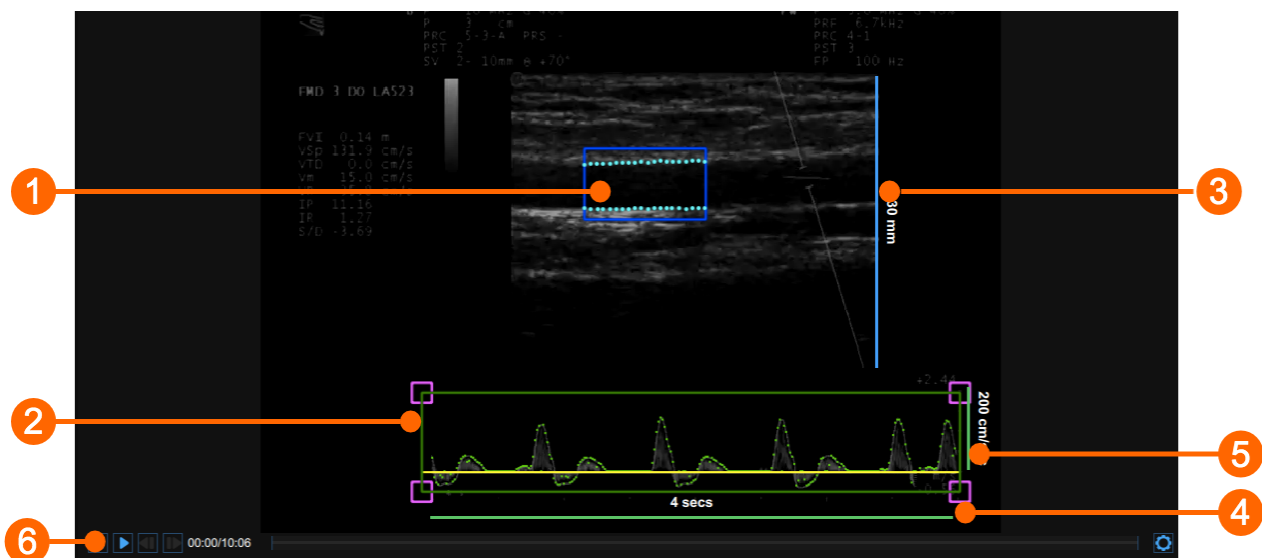 PRC 5-3-A PRS -
PST 2
SV 2- 10mm θ +70°
PRF 6.7kHz
PRC 4-1
PST 3
FP 100 Hz
FMD 3 DO LA523
FVI 0.14 m
VSp 131.9 cm/s
VTD 0.0 cm/s
Vm 15.0 cm/s
IP 11.16
IR 1.27
S/D -3.69
1
3
30 mm
+2.44
2
200 cm/
5
4 secs
4
6
00:00/10:06